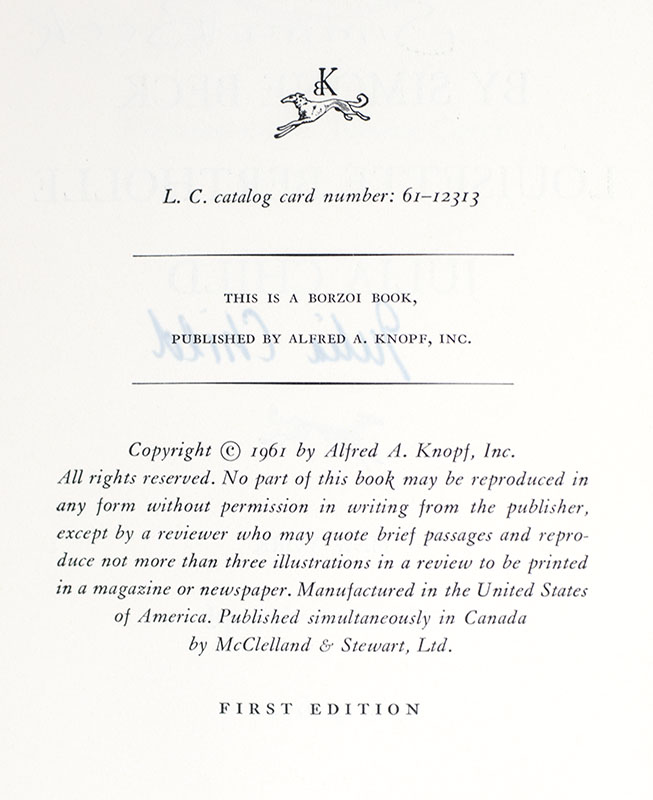 BK
L. C. catalog card number: 61–12313
THIS IS A BORZOI BOOK,
PUBLISHED BY ALFRED A. KNOPF, INC.
Copyright © 1961 by Alfred A. Knopf, Inc.
All rights reserved. No part of this book may be reproduced in
any form without permission in writing from the publisher,
except by a reviewer who may quote brief passages and repro-
duce not more than three illustrations in a review to be printed
in a magazine or newspaper. Manufactured in the United States
of America. Published simultaneously in Canada
by McClelland & Stewart, Ltd.
FIRST EDITION